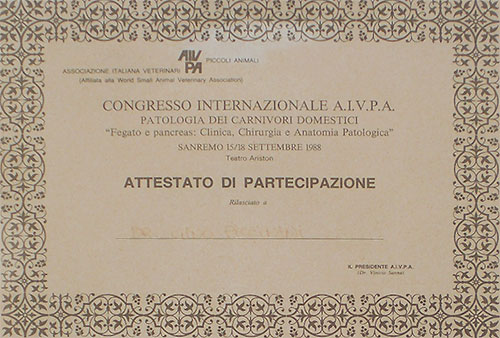 ASSOCIAZIONE ITALIANA VETERINARI AIVPA PICCOLI ANIMALI
(Affiliata alla World Small Animal Veterinary Association)
CONGRESSO INTERNAZIONALE A.I.V.P.A.
PATOLOGIA DEI CARNIVORI DOMESTICI
"Fegato e pancreas: Clinica, Chirurgia e Anatomia Patologica"
SANREMO 15/18 SETTEMBRE 1988
Teatro Ariston
ATTESTATO DI PARTECIPAZIONE
Rilasciato a
IL PRESIDENTE A.I.V.P.A.
(Dr. Vinicio